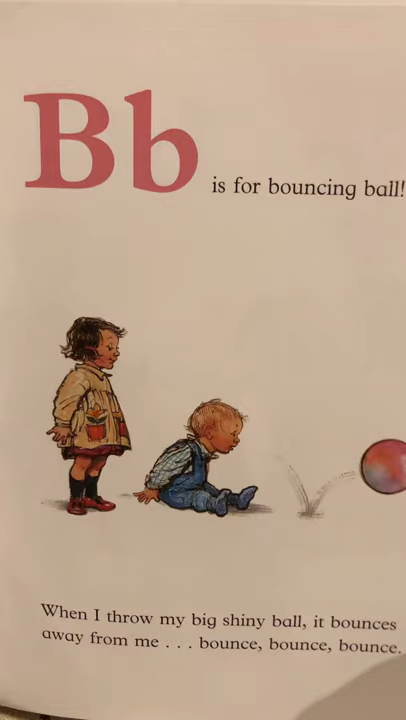 Bb is for bouncing ball!
When I throw my big shiny ball, it bounces
away from me . . . bounce, bounce, bounce.